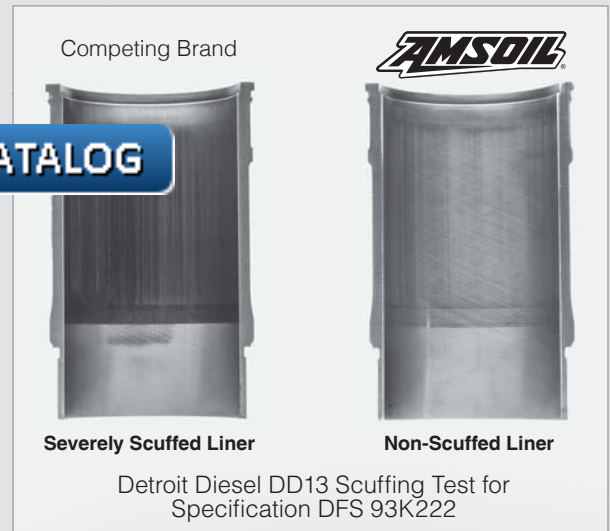 Competing Brand
AMSOIL
ATALOG
Severely Scuffed Liner
Non-Scuffed Liner
Detroit Diesel DD13 Scuffing Test for
Specification DFS 93K222